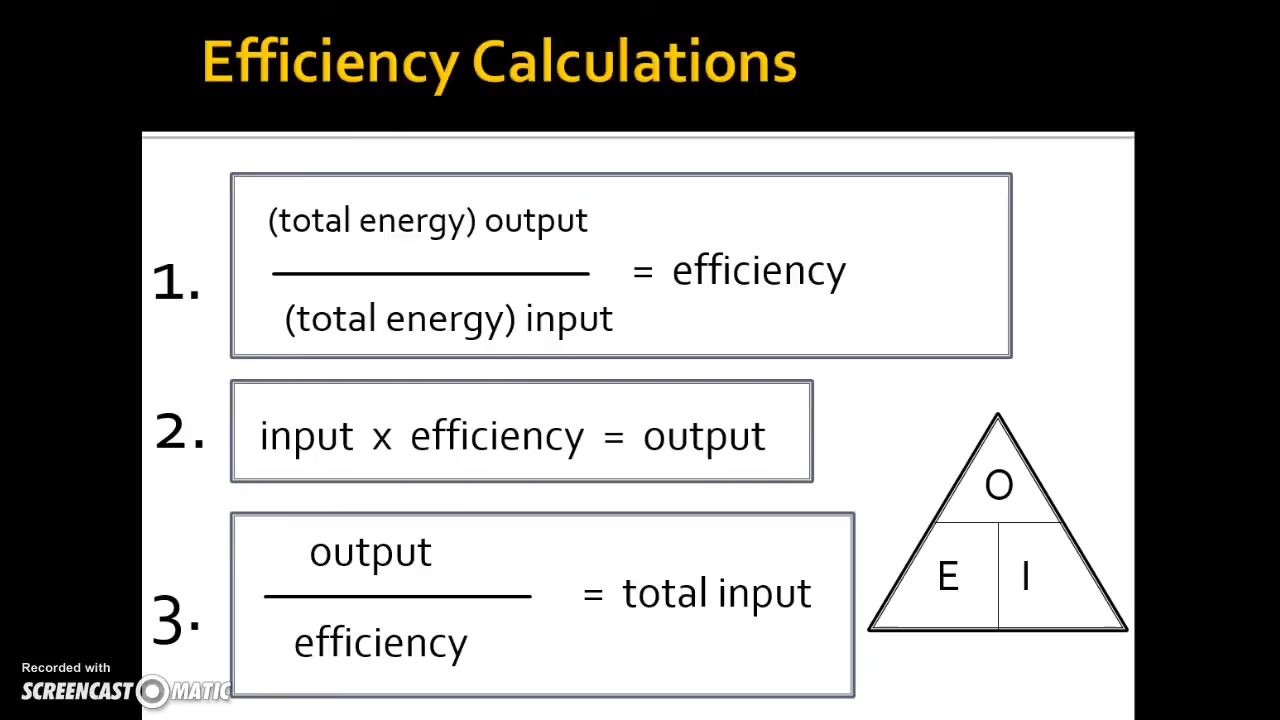 Efficiency Calculations
1.
(total energy) output
= efficiency
(total energy) input
2.
input x efficiency = output
3.
output
= total input
efficiency
O
E I
Recorded with
SCREENCAST O MATIC